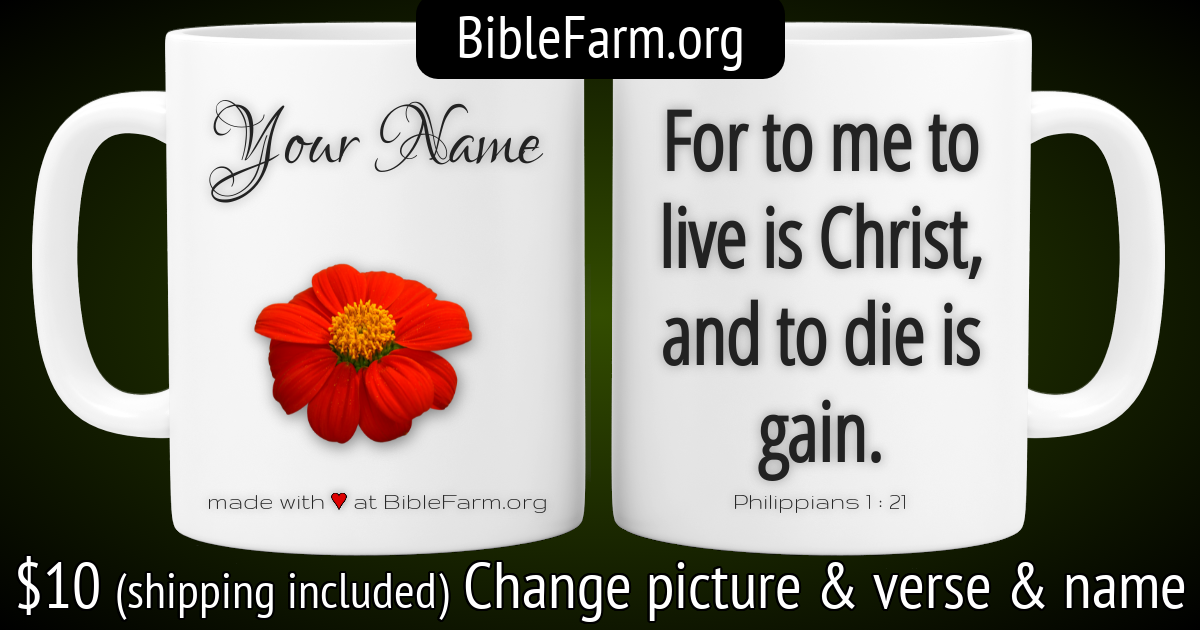 BibleFarm.org
Your Name
made with ♥ at BibleFarm.org
For to me to
live is Christ,
and to die is
gain.
Philippians 1 : 21
$10 (shipping included) Change picture & verse & name